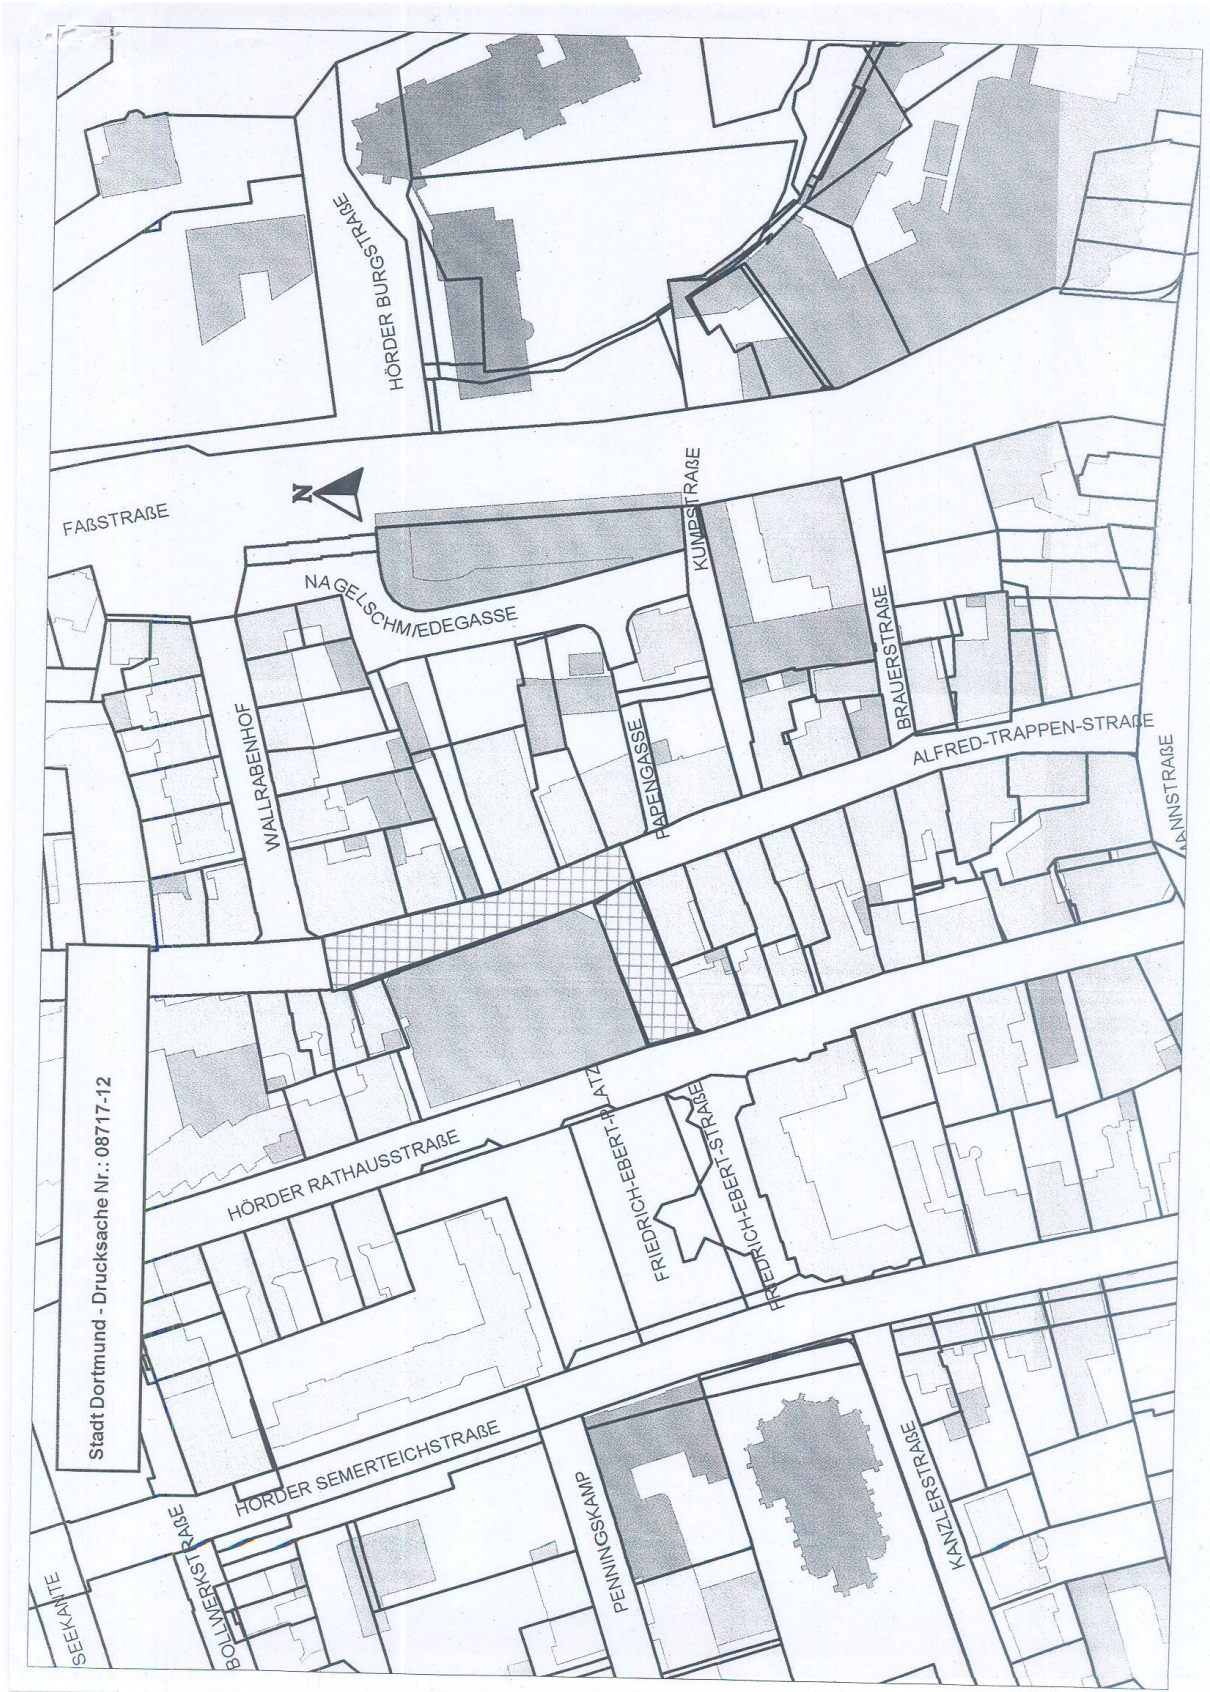 HÖRDER BURGSTRAßE
FAßSTRAßE
N
KUMPSTRAßE
NAGELSCHMIEDEGASSE
BRAUERSTRAßE
WALLRABENHOF
PAPENGASSE
ALFRED-TRAPPEN-STRAßE
ANNSTRAßE
Stadt Dortmund - Drucksache Nr.: 08717-12
HÖRDER RATHAUSSTRAßE
FRIEDRICH-EBERT-PLATZ
FRIEDRICH-EBERT-STRAßE
HÖRDER SEMERTEICHSTRAßE
PENNINGSKAMP
KANZLERSTRAßE
BOLLWERKSTRAßE
SEEKANTE